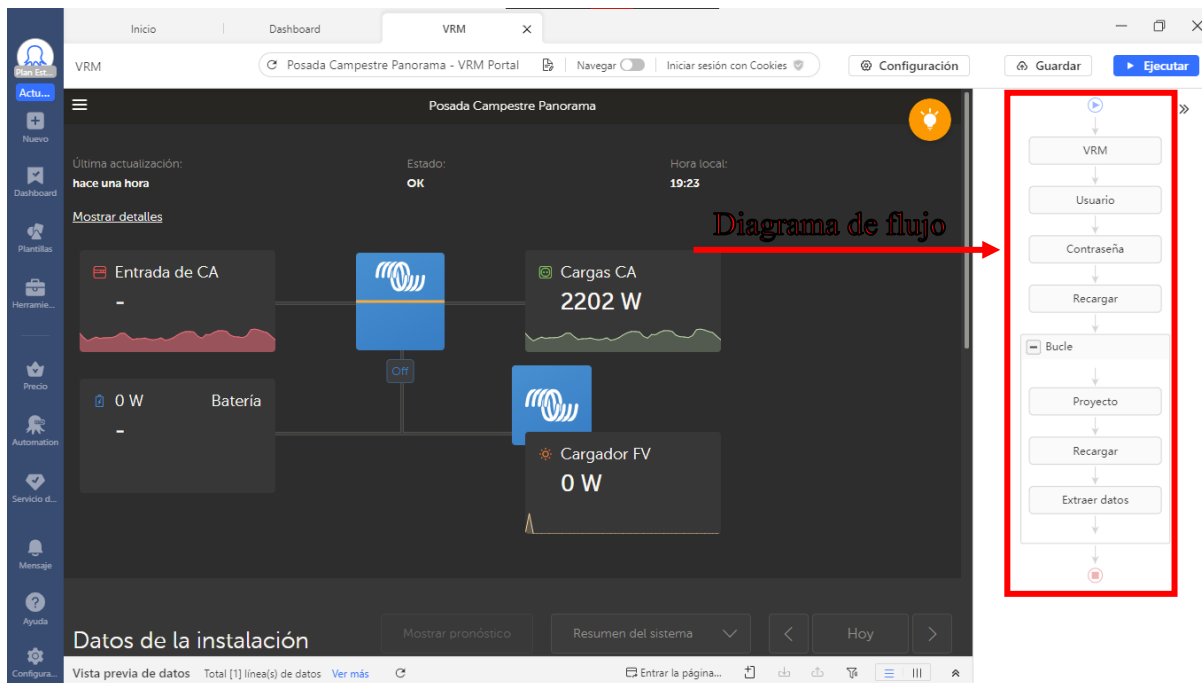 Inicio
Dashboard
VRM
Plan Est...
Actu...
Nuevo
Dashboard
Plantillas
Herramie...
Precio
Automation
Servicio d...
Mensaje
Ayuda
Configura...
VRM
Posada Campestre Panorama - VRM Portal
Navegar
Iniciar sesión con Cookies
Configuración
Guardar
Ejecutar
Posada Campestre Panorama
Última actualización:
Estado:
Hora local:
hace una hora
OK
19:23
Mostrar detalles
Diagrama de flujo
Entrada de CA
-
Cargas CA
2202 W
Off
0 W Batería
-
Cargador FV
0 W
Datos de la instalación
Mostrar pronóstico
Resumen del sistema
Hoy
Vista previa de datos Total [1] línea(s) de datos Ver más
Entrar la página...
VRM
Usuario
Contraseña
Recargar
Bucle
Proyecto
Recargar
Extraer datos